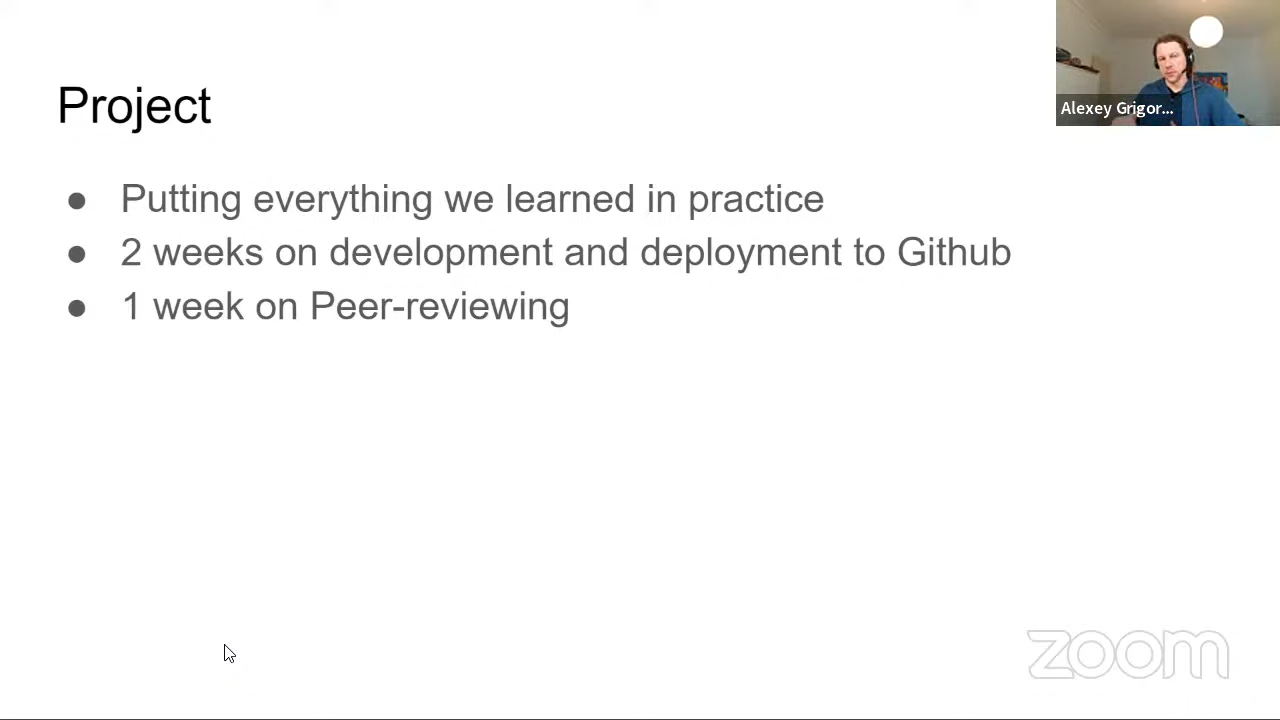 Project
Alexey Grigor...
● Putting everything we learned in practice
● 2 weeks on development and deployment to Github
● 1 week on Peer-reviewing
zoom